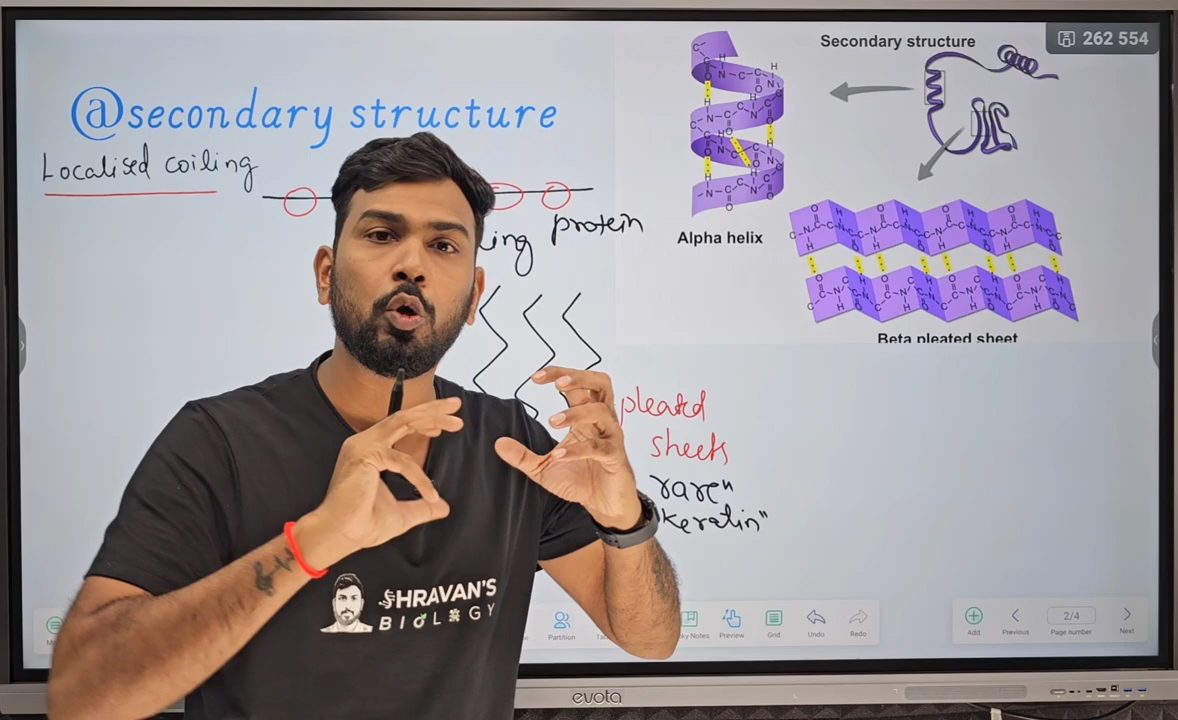 @secondary structure
Localised coiling
protein
pleated
sheets
rare"
"keratin"
Secondary structure
262 554
Alpha helix
Beta pleated sheet
SHRAVAN'S
BIOLOGY
Partition
Preview
Grid
Undo
Redo
Add
Previous
2/4
Page number
Next
evota